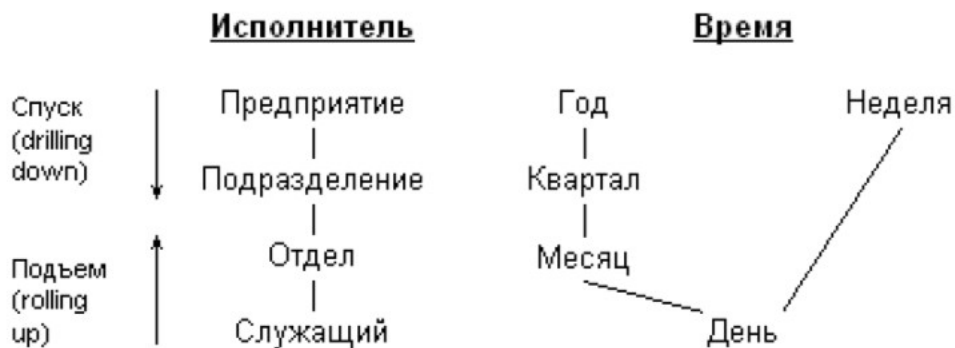 Исполнитель
Время
Спуск
(drilling
down)
Предприятие
Год
Неделя
Подразделение
Квартал
Подъем
(rolling
up)
Отдел
Месяц
Служащий
День